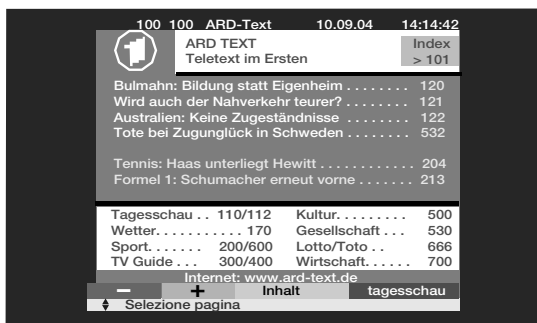 100 100 ARD-Text 10.09.04 14:14:42
1
ARD TEXT Index
Teletext im Ersten > 101
Bulmahn: Bildung statt Eigenheim . . . . . . . . 120
Wird auch der Nahverkehr teurer? . . . . . . . . 121
Australien: Keine Zugeständnisse . . . . . . . . 122
Tote bei Zugunglück in Schweden . . . . . . . . 532
Tennis: Haas unterliegt Hewitt . . . . . . . . . . . . 204
Formel 1: Schumacher erneut vorne . . . . . . . 213
Tagesschau . . 110/112 Kultur. . . . . . . . . 500
Wetter. . . . . . . . . . 170 Gesellschaft . . . 530
Sport. . . . . . . 200/600 Lotto/Toto . . 666
TV Guide . . . 300/400 Wirtschaft. . . . . . 700
Internet: www.ard-text.de
− + Inhalt tagesschau
Selezione pagina